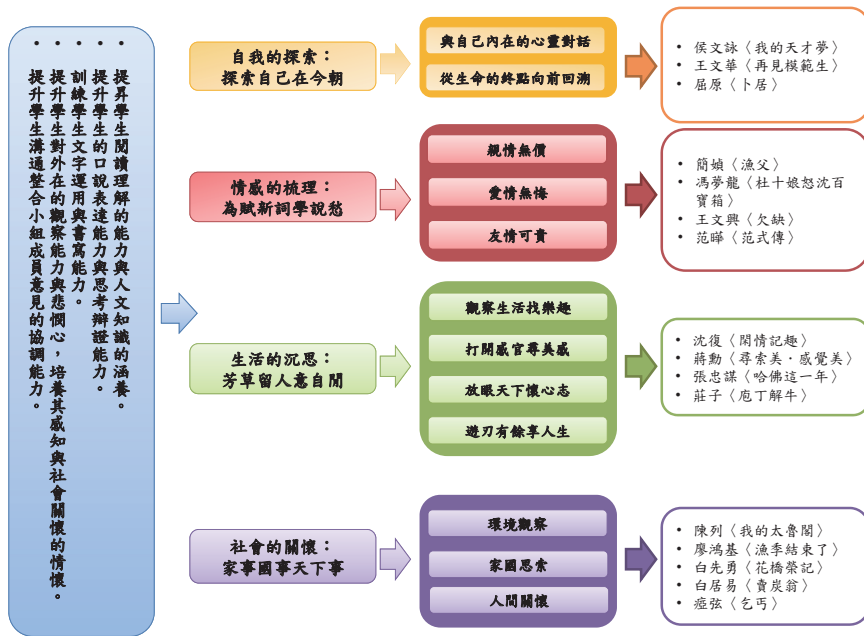 • 提昇學生閱讀理解的能力與人文知識的涵養。
• 提升學生的口說表達能力與思考辯證能力。
• 訓練學生文字運用與書寫能力。
• 提升學生對外在的觀察能力與悲憫心，培養其感知與社會關懷的情懷。
• 提升學生溝通整合小組成員意見的協調能力。
自我的探索：
探索自己在今朝
與自己內在的心靈對話
從生命的終點向前回溯
• 侯文詠〈我的天才夢〉
• 王文華〈再見模範生〉
• 屈原〈卜居〉
情感的梳理：
為賦新詞學說愁
親情無價
愛情無悔
友情可貴
• 簡媜〈漁父〉
• 馮夢龍〈杜十娘怒沈百
寶箱〉
• 王文興〈欠缺〉
• 范曄〈范式傳〉
生活的沉思：
芳草留人意自閒
觀察生活找樂趣
打開感官尋美感
放眼天下懷心志
遊刃有餘享人生
• 沈復〈閑情記趣〉
• 蔣勳〈尋索美．感覺美〉
• 張忠謀〈哈佛這一年〉
• 莊子〈庖丁解牛〉
社會的關懷：
家事國事天下事
環境觀察
家國思索
人間關懷
• 陳列〈我的太魯閣〉
• 廖鴻基〈漁季結束了〉
• 白先勇〈花橋榮記〉
• 白居易〈賣炭翁〉
• 瘂弦〈乞丐〉